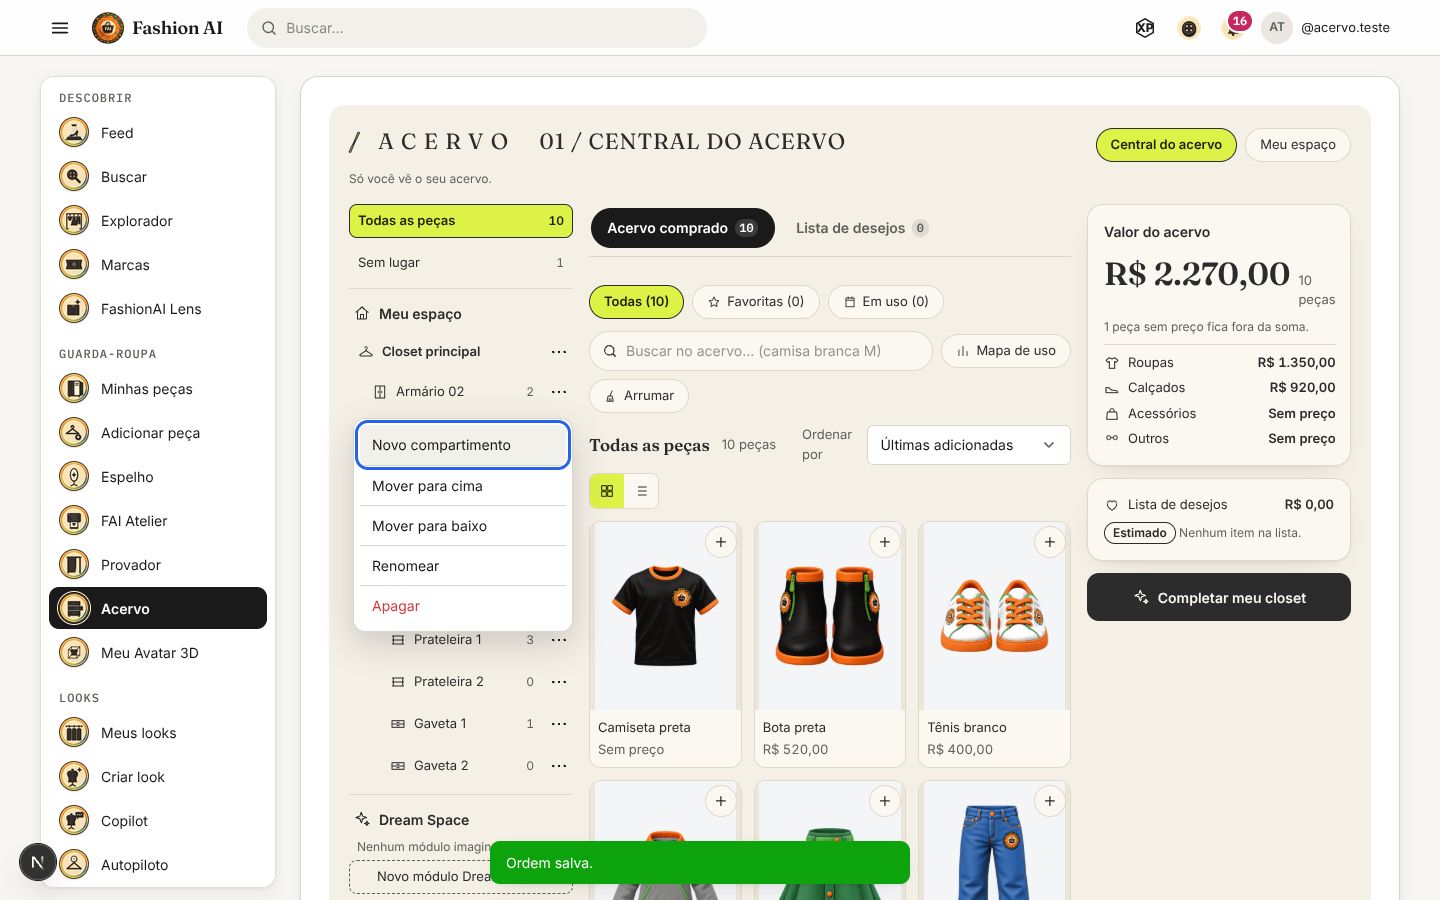 Fashion AI
Buscar...
XP
16
AT
@acervo.teste
DESCOBRIR
Feed
Buscar
Explorador
Marcas
FashionAI Lens
GUARDA-ROUPA
Minhas peças
Adicionar peça
Espelho
FAI Atelier
Provador
Acervo
Meu Avatar 3D
LOOKS
Meus looks
Criar look
Copilot
Autopiloto
N
/ ACERVO 01 / CENTRAL DO ACERVO
Só você vê o seu acervo.
Central do acervo
Meu espaço
Todas as peças 10
Sem lugar 1
Meu espaço
Closet principal
Armário 02 2
Novo compartimento
Mover para cima
Mover para baixo
Renomear
Apagar
Prateleira 1 3
Prateleira 2 0
Gaveta 1 1
Gaveta 2 0
Dream Space
Nenhum módulo imagin
Novo módulo Drea
Acervo comprado 10
Lista de desejos 0
Todas (10)
Favoritas (0)
Em uso (0)
Buscar no acervo... (camisa branca M)
Mapa de uso
Arrumar
Todas as peças 10 peças
Ordenar por
Últimas adicionadas
Camiseta preta
Sem preço
Bota preta
R$ 520,00
Tênis branco
R$ 400,00
Ordem salva.
Valor do acervo
R$ 2.270,00 10 peças
1 peça sem preço fica fora da soma.
Roupas R$ 1.350,00
Calçados R$ 920,00
Acessórios Sem preço
Outros Sem preço
Lista de desejos R$ 0,00
Estimado Nenhum item na lista.
Completar meu closet